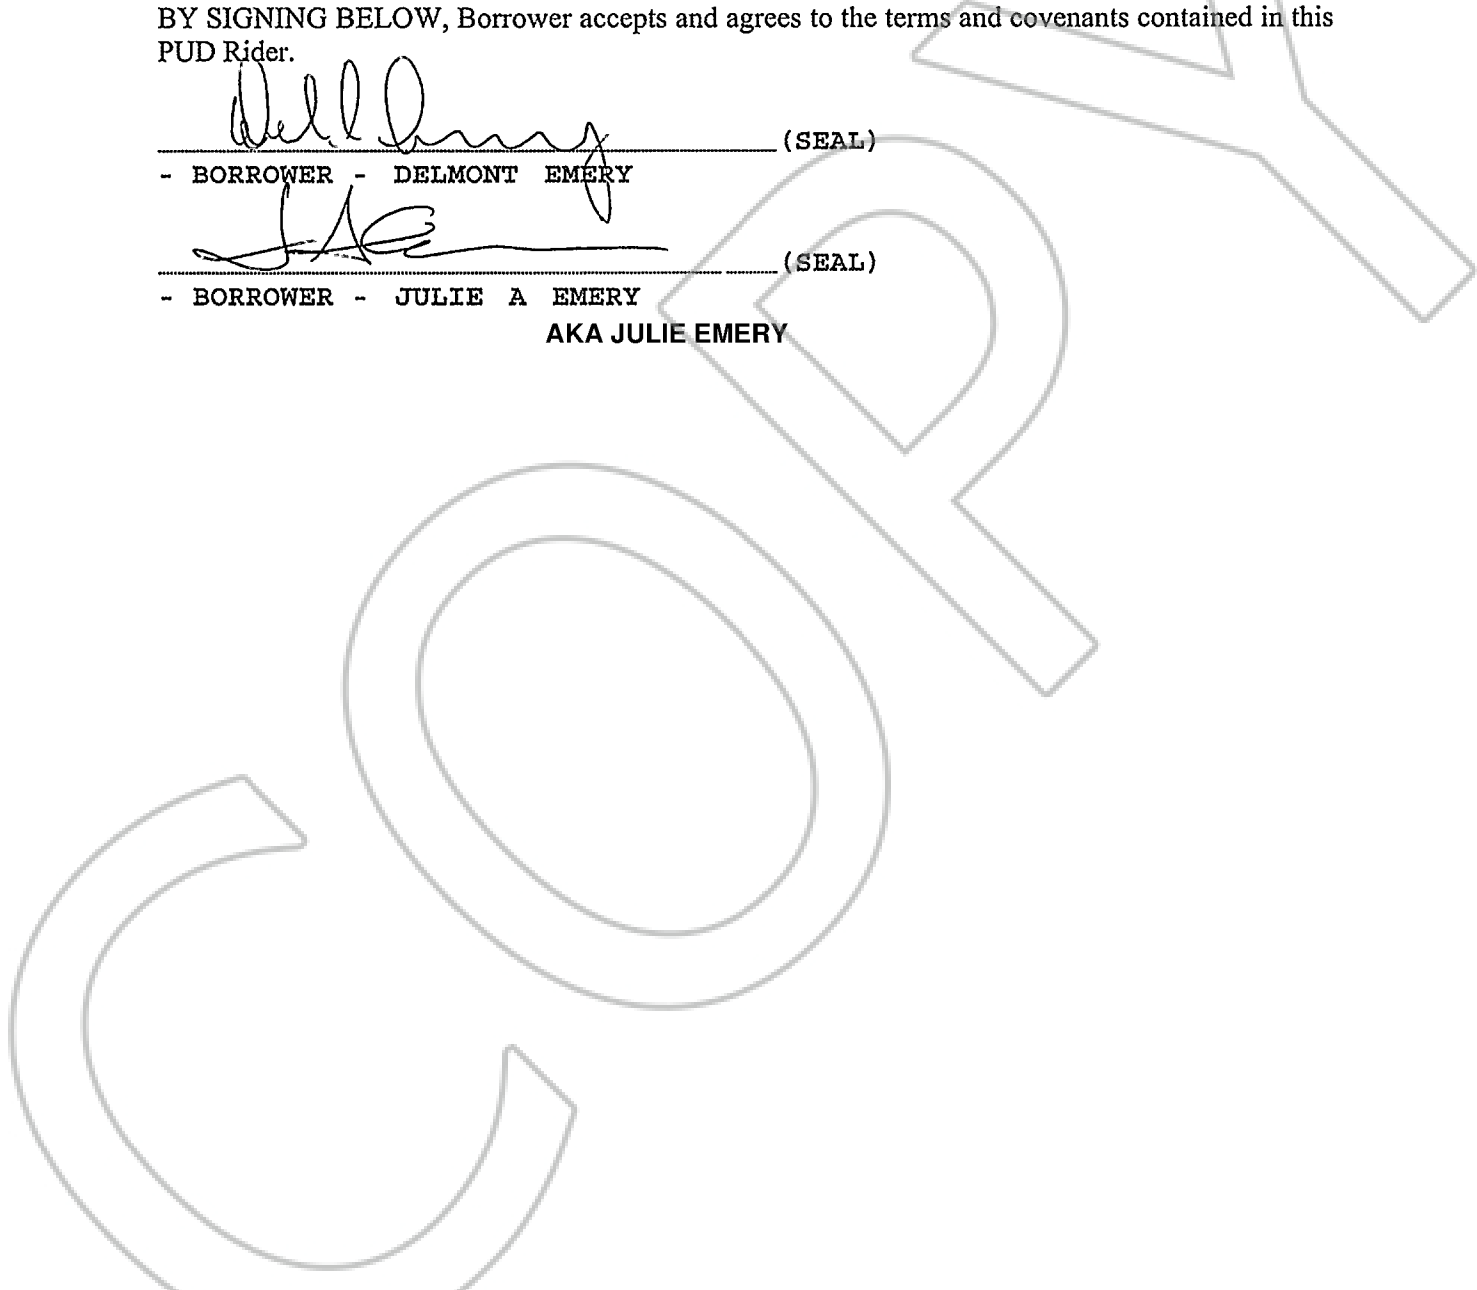 BY SIGNING BELOW, Borrower accepts and agrees to the terms and covenants contained in this
PUD Rider.
(SEAL)
- BORROWER - DELMONT EMERY
(SEAL)
- BORROWER - JULIE A EMERY
AKA JULIE EMERY
COPY